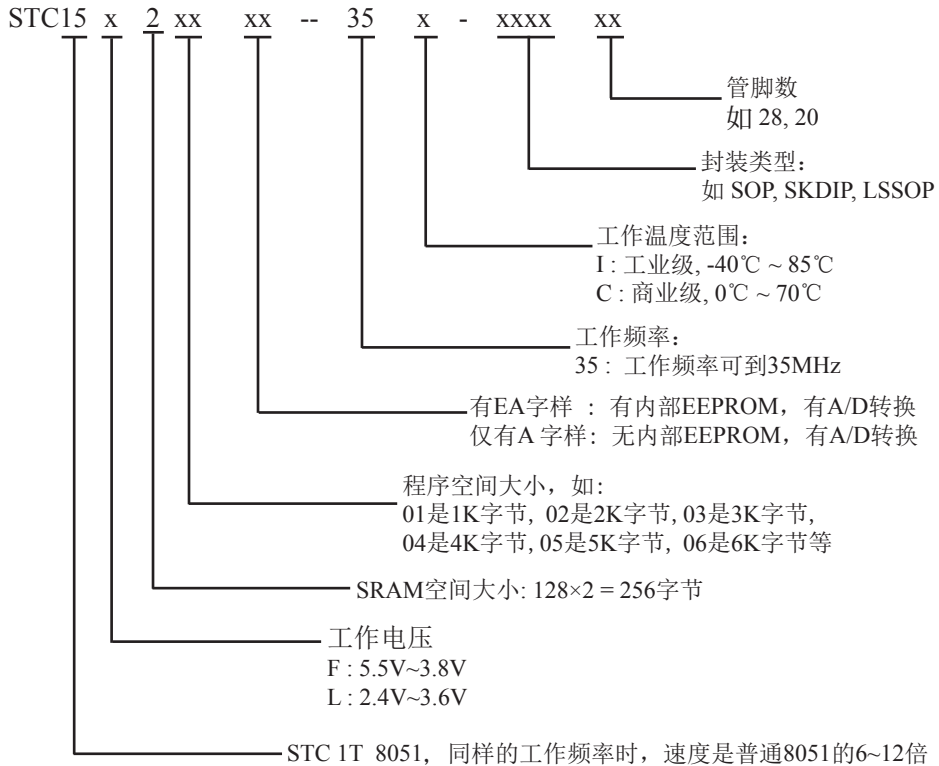 STC15 x 2 xx xx -- 35 x - xxxx xx
管脚数
如 28, 20
封装类型：
如 SOP, SKDIP, LSSOP
工作温度范围：
I : 工业级, -40℃ ~ 85℃
C : 商业级, 0℃ ~ 70℃
工作频率：
35 : 工作频率可到35MHz
有EA字样 ：有内部EEPROM，有A/D转换
仅有A 字样：无内部EEPROM，有A/D转换
程序空间大小，如：
01是1K字节, 02是2K字节, 03是3K字节,
04是4K字节, 05是5K字节, 06是6K字节等
SRAM空间大小: 128×2 = 256字节
工作电压
F : 5.5V~3.8V
L : 2.4V~3.6V
STC 1T 8051，同样的工作频率时，速度是普通8051的6~12倍